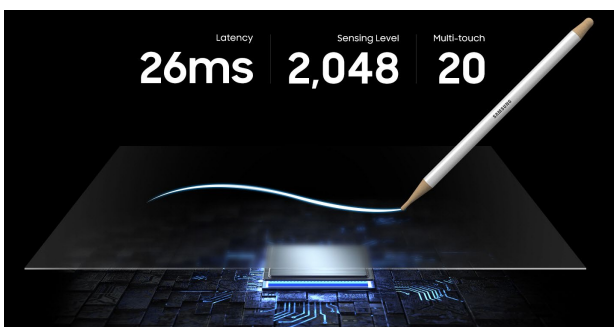 Latency
26ms
Sensing Level
2,048
Multi-touch
20
SAMSUNG